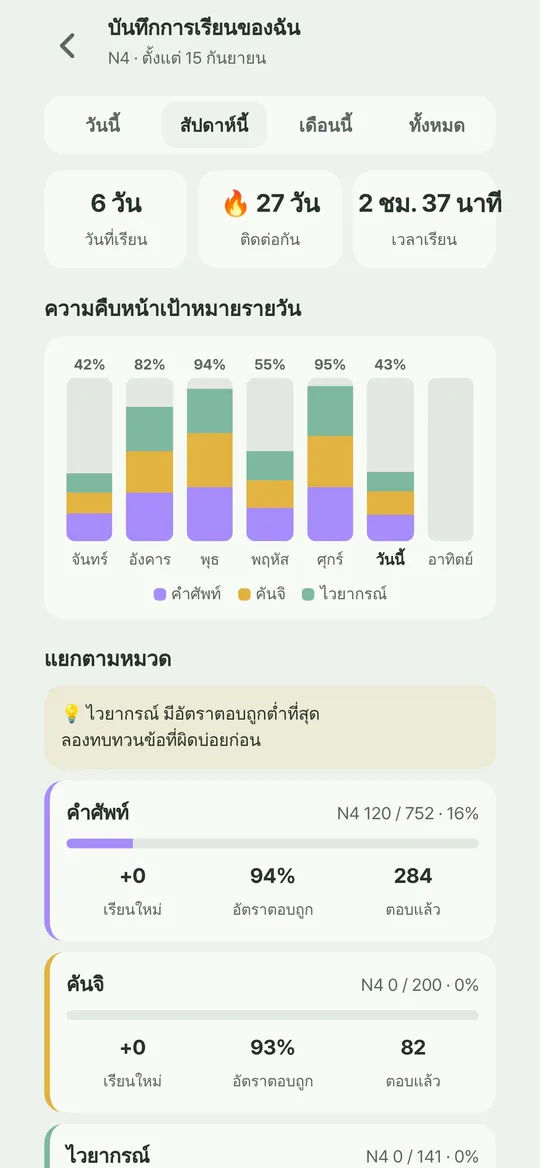 บันทึกการเรียนของฉัน
N4 · ตั้งแต่ 15 กันยายน
วันนี้ สัปดาห์นี้ เดือนนี้ ทั้งหมด
6 วัน 🔥 27 วัน 2 ชม. 37 นาที
วันที่เรียน ติดต่อกัน เวลาเรียน
ความคืบหน้าเป้าหมายรายวัน
42% 82% 94% 55% 95% 43%
จันทร์ อังคาร พุธ พฤหัส ศุกร์ วันนี้ อาทิตย์
คำศัพท์ คันจิ ไวยากรณ์
แยกตามหมวด
💡 ไวยากรณ์ มีอัตราตอบถูกต่ำที่สุด
ลองทบทวนข้อที่ผิดบ่อยก่อน
คำศัพท์ N4 120 / 752 · 16%
+0 94% 284
เรียนใหม่ อัตราตอบถูก ตอบแล้ว
คันจิ N4 0 / 200 · 0%
+0 93% 82
เรียนใหม่ อัตราตอบถูก ตอบแล้ว
ไวยากรณ์ N4 0 / 141 · 0%